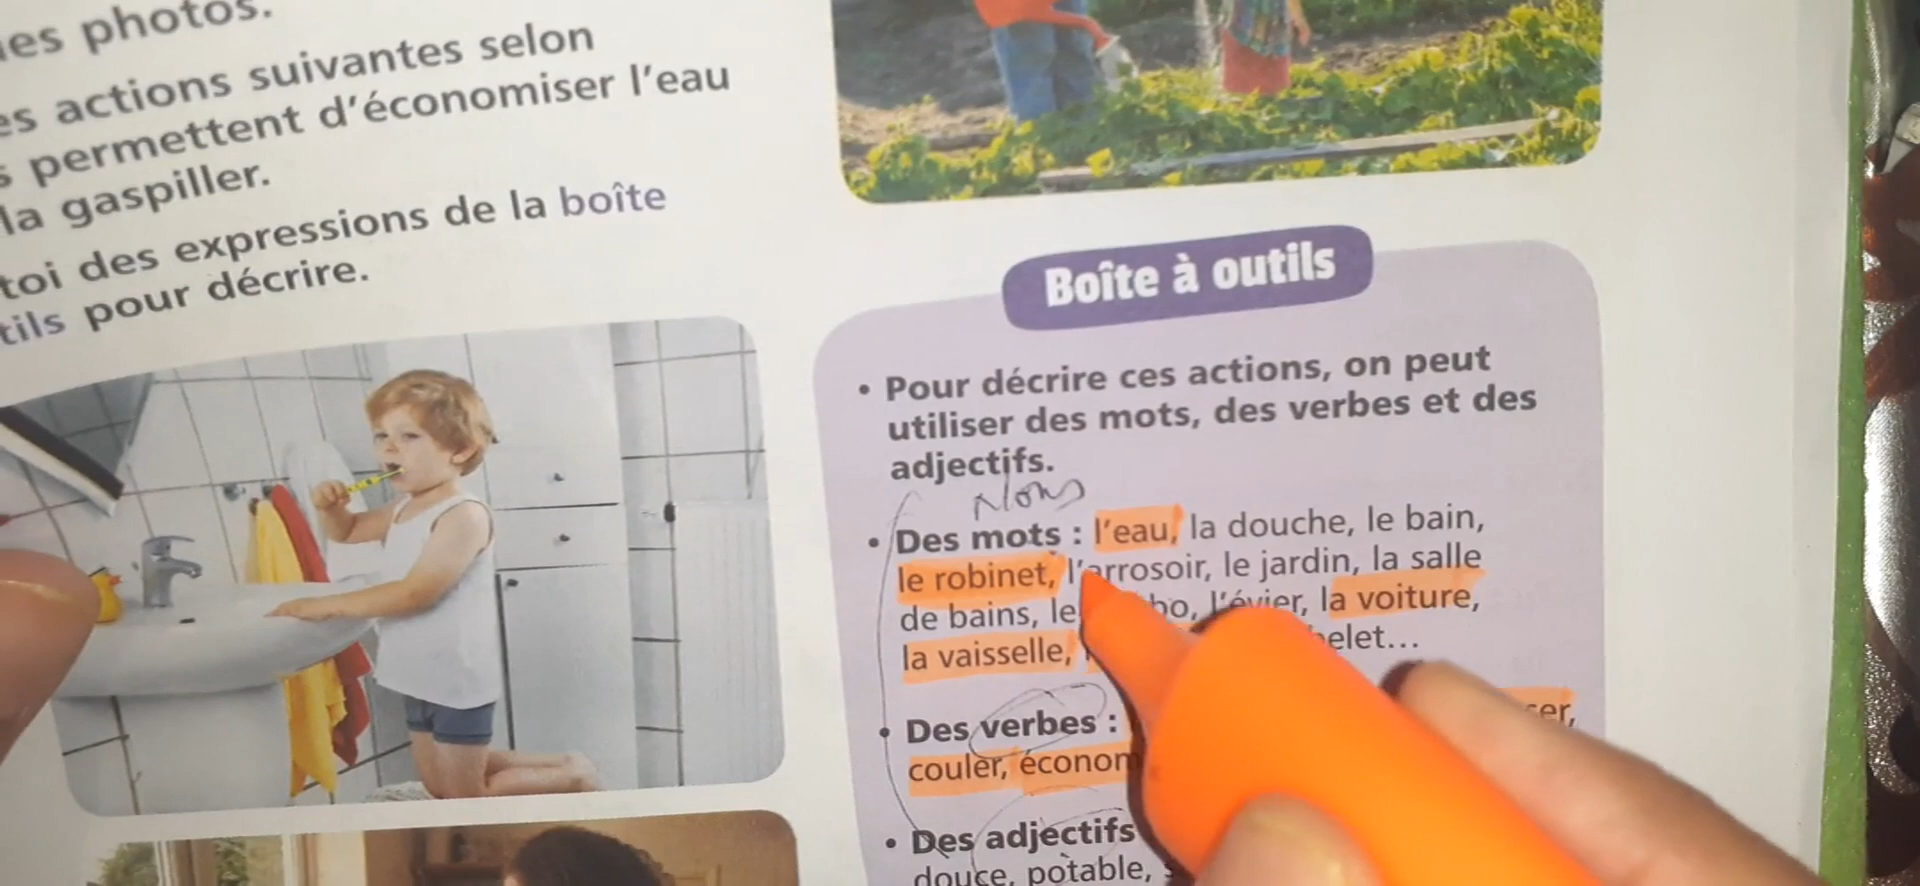 photos.
actions suivantes selon
permettent d'économiser l'eau
la gaspiller.
toi des expressions de la boîte
pour décrire.
Boîte à outils
• Pour décrire ces actions, on peut
utiliser des mots, des verbes et des
adjectifs.
Noms
• Des mots : l'eau, la douche, le bain,
le robinet, l'arrosoir, le jardin, la salle
de bains, le l'évier, la voiture,
la vaisselle,
• Des verbes :
couler,
• Des adjectifs
douce, potable,